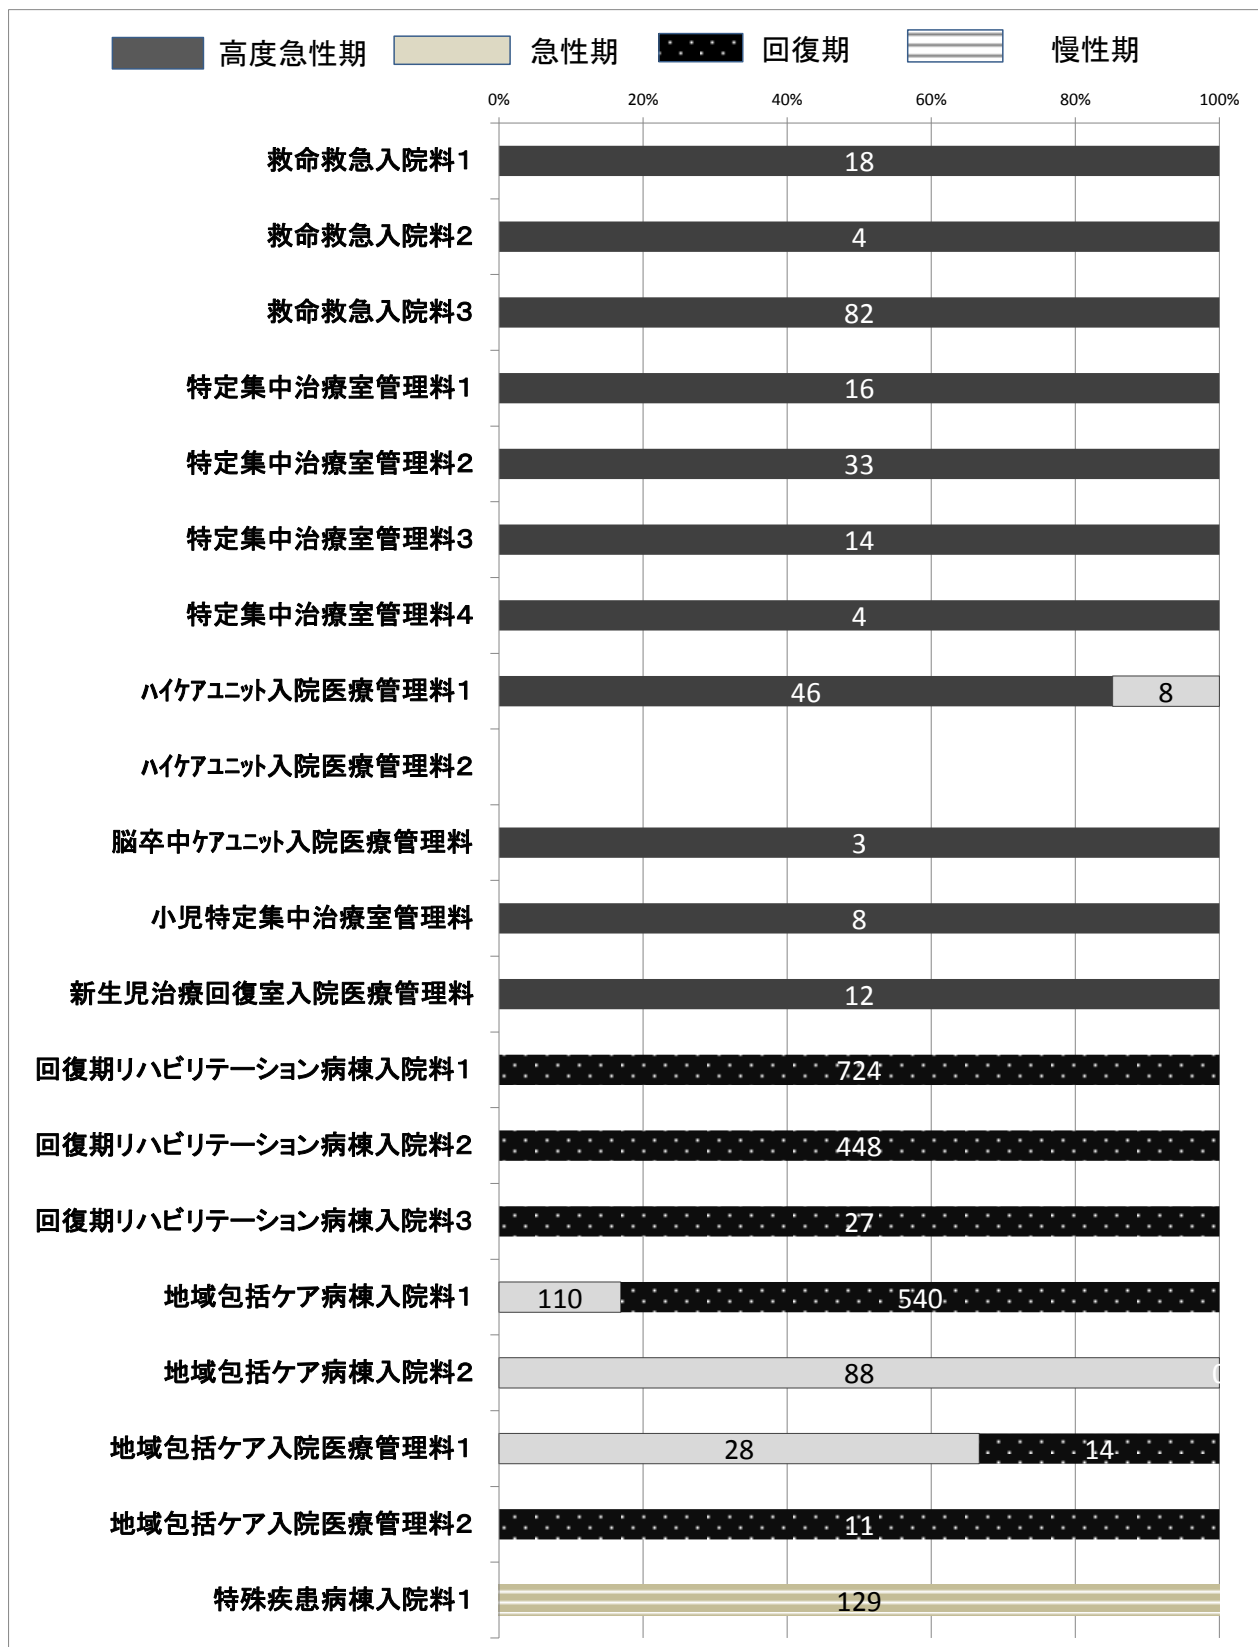 高度急性期 急性期 回復期 慢性期
0% 20% 40% 60% 80% 100%
救命救急入院料1 18
救命救急入院料2 4
救命救急入院料3 82
特定集中治療室管理料1 16
特定集中治療室管理料2 33
特定集中治療室管理料3 14
特定集中治療室管理料4 4
ﾊｲｹｱﾕﾆｯﾄ入院医療管理料1 46 8
ﾊｲｹｱﾕﾆｯﾄ入院医療管理料2
脳卒中ｹｱﾕﾆｯﾄ入院医療管理料 3
小児特定集中治療室管理料 8
新生児治療回復室入院医療管理料 12
回復期リハビリテーション病棟入院料1 724
回復期リハビリテーション病棟入院料2 448
回復期リハビリテーション病棟入院料3 27
地域包括ケア病棟入院料1 110 540
地域包括ケア病棟入院料2 88 0
地域包括ケア入院医療管理料1 28 14
地域包括ケア入院医療管理料2 11
特殊疾患病棟入院料1 129